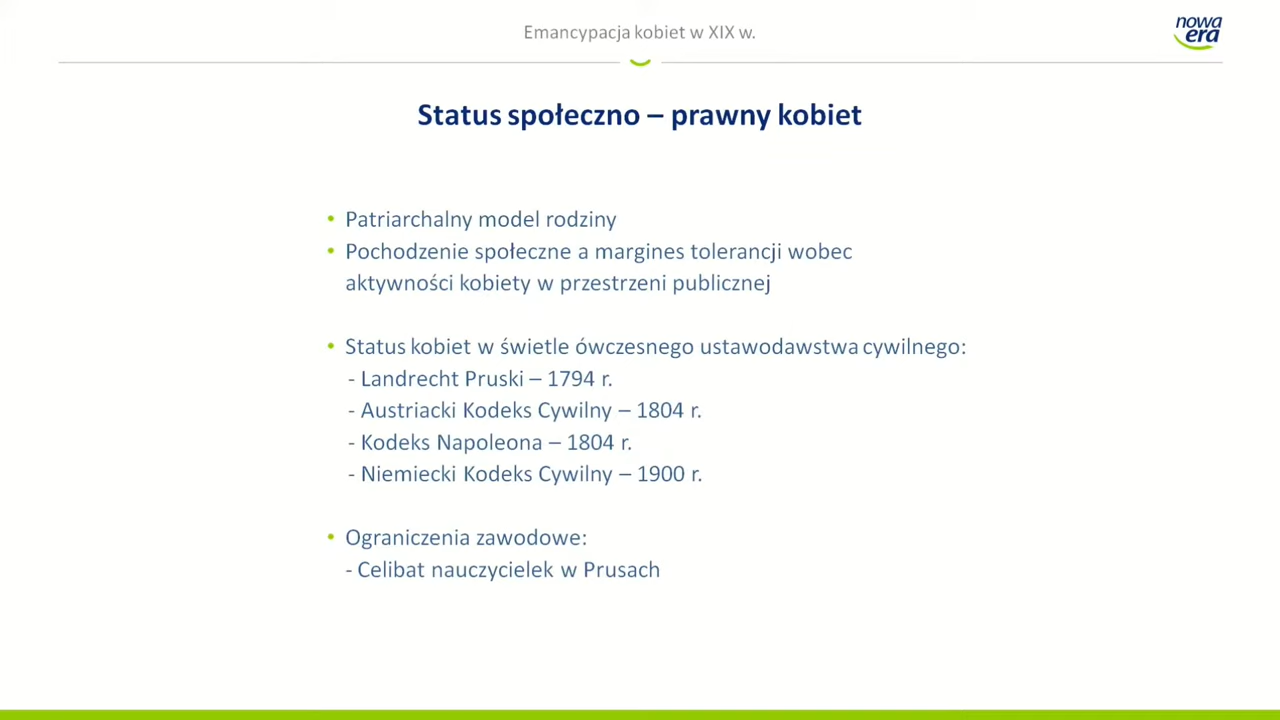 Emancypacja kobiet w XIX w.
nowa
era
Status społeczno – prawny kobiet
• Patriarchalny model rodziny
• Pochodzenie społeczne a margines tolerancji wobec
aktywności kobiety w przestrzeni publicznej
• Status kobiet w świetle ówczesnego ustawodawstwa cywilnego:
- Landrecht Pruski – 1794 r.
- Austriacki Kodeks Cywilny – 1804 r.
- Kodeks Napoleona – 1804 r.
- Niemiecki Kodeks Cywilny – 1900 r.
• Ograniczenia zawodowe:
- Celibat nauczycielek w Prusach